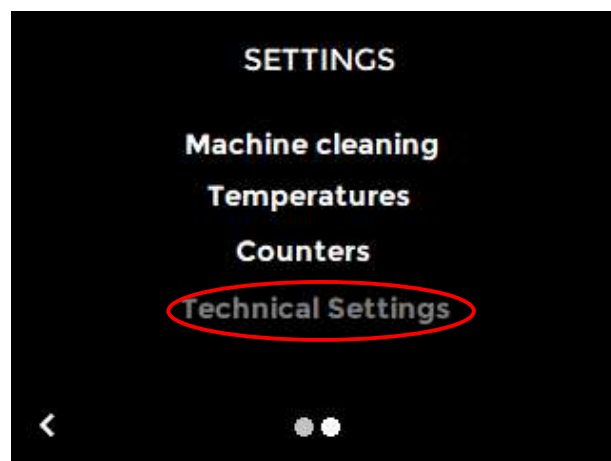 SETTINGS
Machine cleaning
Temperatures
Counters
Technical Settings